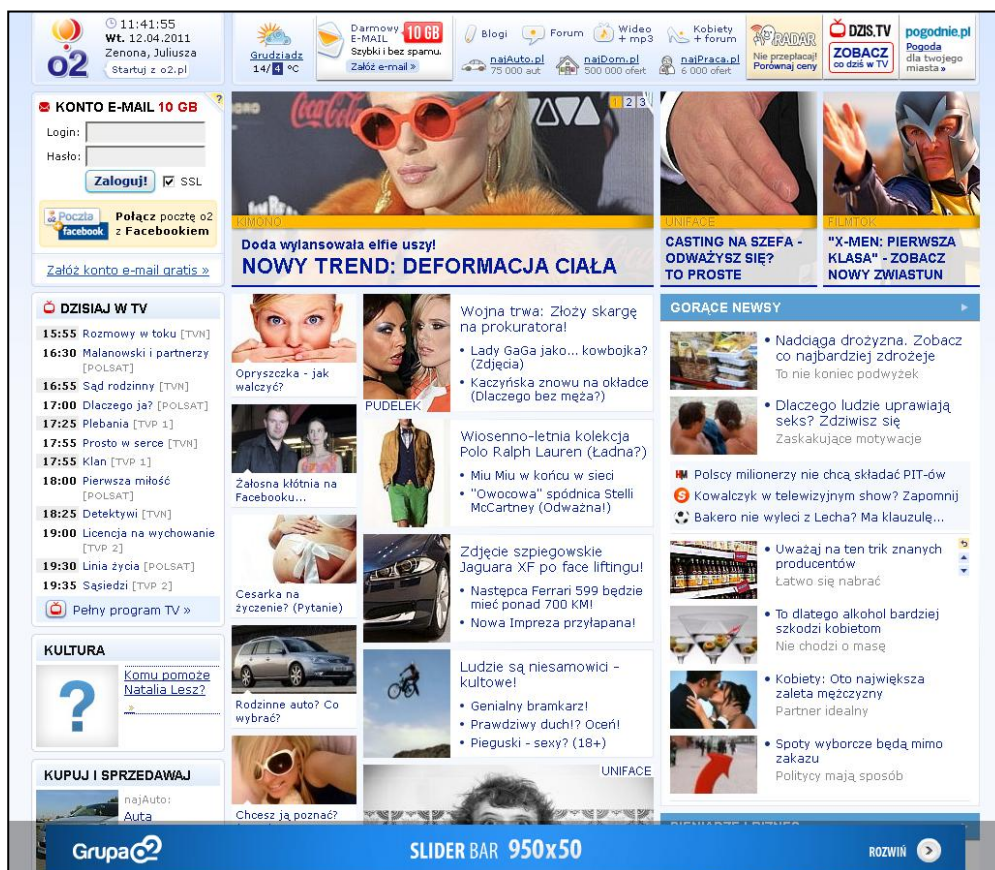 o2
11:41:55
Wt. 12.04.2011
Zenona, Juliusza
Startuj z o2.pl
Grudziadz
14/ 4 °C
Darmowy
E-MAIL 10 GB
Szybki i bez spamu.
Załóż e-mail »
Blogi
Forum
Wideo
+ mp3
Kobiety
+ forum
najAuto.pl
75 000 aut
najDom.pl
500 000 ofert
najPraca.pl
6 000 ofert
RADAR
Nie przepłacaj!
Porównaj ceny
DZIS.TV
ZOBACZ
co dziś w TV
pogodnie.pl
Pogoda
dla twojego
miasta »
KONTO E-MAIL 10 GB
?
Login:
Hasło:
Zaloguj!
SSL
Poczta
facebook
Połącz pocztę o2
z Facebookiem
Załóż konto e-mail gratis »
Coca-Cola
1 2 3
KIMONO
Doda wylansowała elfie uszy!
NOWY TREND: DEFORMACJA CIAŁA
UNIFACE
CASTING NA SZEFA -
ODWAŻYSZ SIĘ?
TO PROSTE
FILMTOK
"X-MEN: PIERWSZA
KLASA" - ZOBACZ
NOWY ZWIASTUN
DZISIAJ W TV
15:55 Rozmowy w toku [TVN]
16:30 Malanowski i partnerzy
[POLSAT]
16:55 Sąd rodzinny [TVN]
17:00 Dlaczego ja? [POLSAT]
17:25 Plebania [TVP 1]
17:55 Prosto w serce [TVN]
17:55 Klan [TVP 1]
18:00 Pierwsza miłość
[POLSAT]
18:25 Detektywi [TVN]
19:00 Licencja na wychowanie
[TVP 2]
19:30 Linia życia [POLSAT]
19:35 Sąsiedzi [TVP 2]
Pełny program TV »
KULTURA
?
Komu pomoże
Natalia Lesz?
»
KUPUJ I SPRZEDAWAJ
najAuto:
Auta
Opryszczka - jak
walczyć?
Żałosna kłótnia na
Facebooku...
Cesarka na
życzenie? (Pytanie)
Rodzinne auto? Co
wybrać?
Chcesz ją poznać?
PUDELEK
Wojna trwa: Złoży skargę
na prokuratora!
• Lady GaGa jako... kowbojka?
(Zdjęcia)
• Kaczyńska znowu na okładce
(Dlaczego bez męża?)
Wiosenno-letnia kolekcja
Polo Ralph Lauren (Ładna?)
• Miu Miu w końcu w sieci
• "Owocowa" spódnica Stelli
McCartney (Odważna!)
Zdjęcie szpiegowskie
Jaguara XF po face liftingu!
• Następca Ferrari 599 będzie
mieć ponad 700 KM!
• Nowa Impreza przyłapana!
Ludzie są niesamowici -
kultowe!
• Genialny bramkarz!
• Prawdziwy duch!? Oceń!
• Pieguski - sexy? (18+)
UNIFACE
GORĄCE NEWSY
• Nadciąga drożyzna. Zobacz
co najbardziej zdrożeje
To nie koniec podwyżek
• Dlaczego ludzie uprawiają
seks? Zdziwisz się
Zaskakujące motywacje
Polscy milionerzy nie chcą składać PIT-ów
Kowalczyk w telewizyjnym show? Zapomnij
Bakero nie wyleci z Lecha? Ma klauzulę...
• Uważaj na ten trik znanych
producentów
Łatwo się nabrać
• To dlatego alkohol bardziej
szkodzi kobietom
Nie chodzi o masę
• Kobiety: Oto największa
zaleta mężczyzny
Partner idealny
• Spoty wyborcze będą mimo
zakazu
Politycy mają sposób
PIENIĄDZE I BIZNES
Grupa o2
SLIDER BAR 950x50
ROZWIŃ